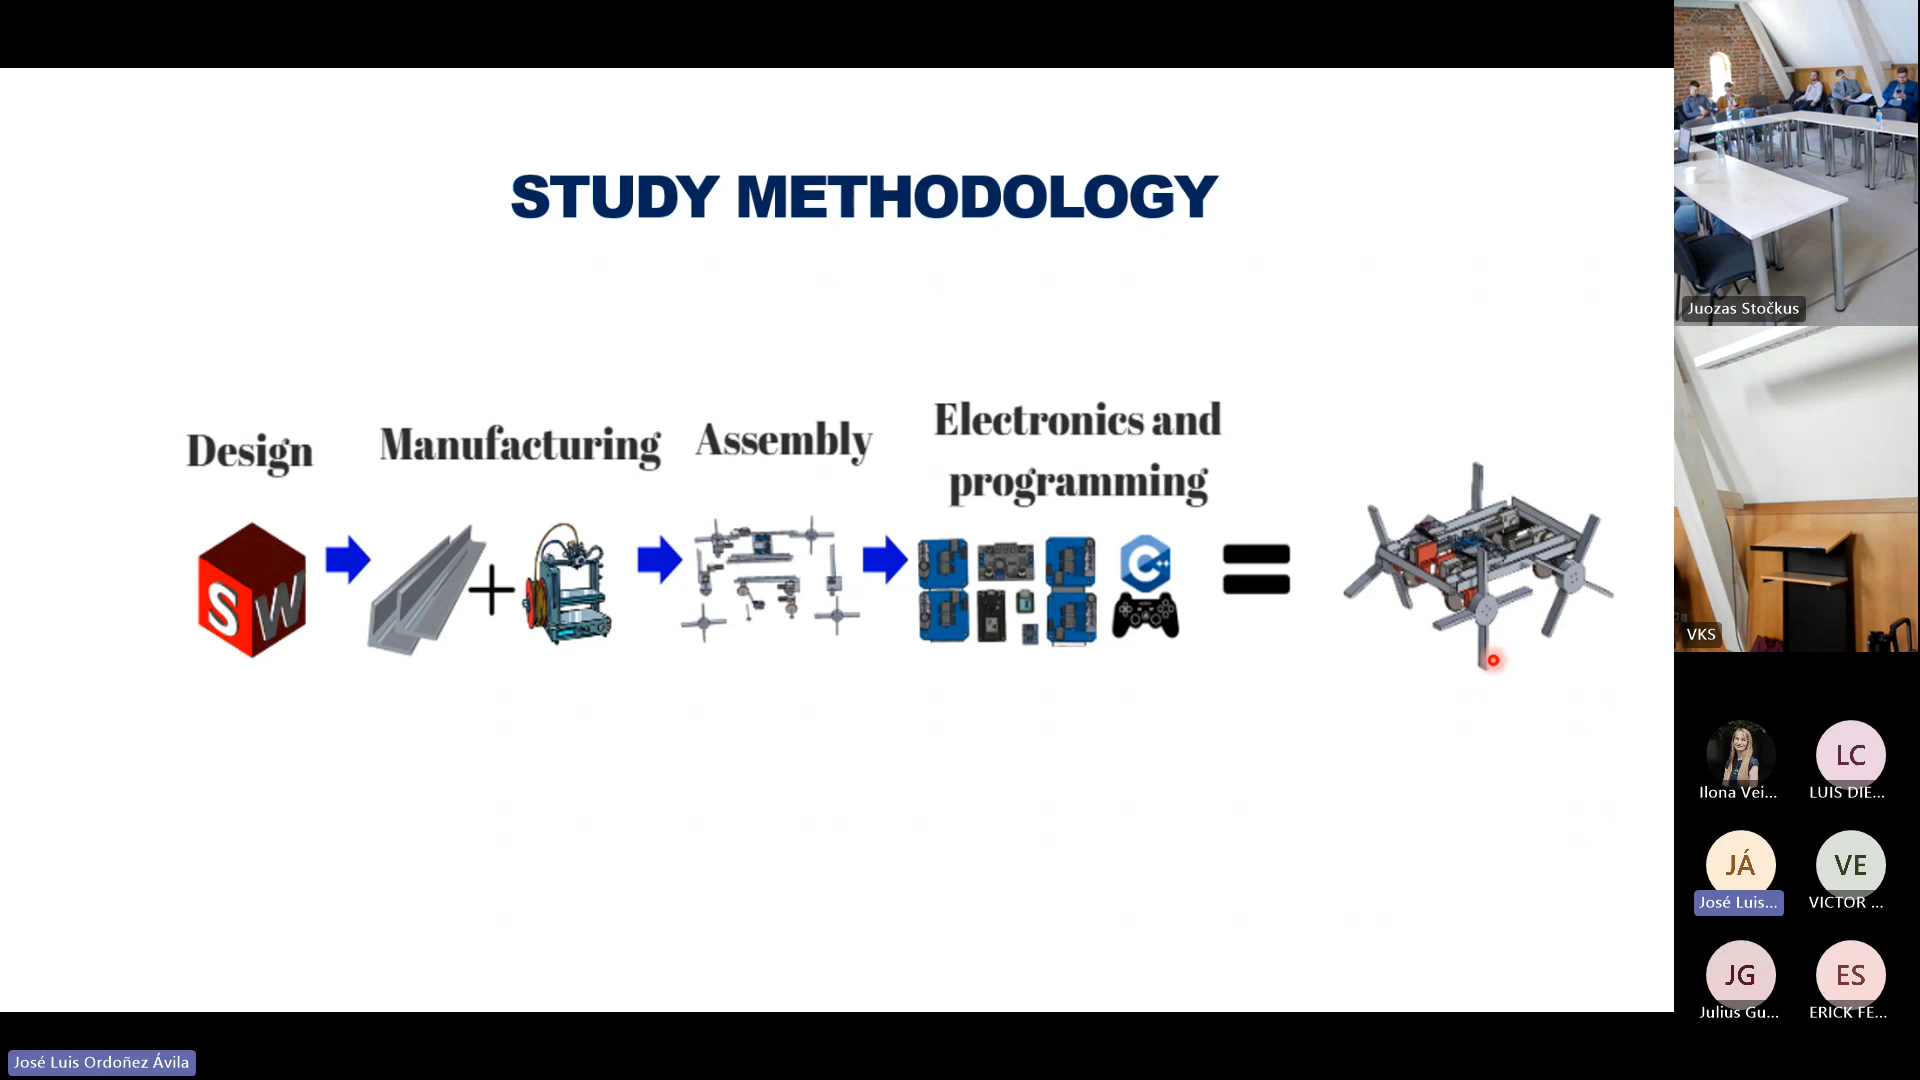 STUDY METHODOLOGY
Design
Manufacturing
Assembly
Electronics and
programming
SW
C++
Juozas Stočkus
VKS
LC
Ilona Vei...
LUIS DIE...
JÁ
VE
José Luis...
VICTOR ...
JG
ES
Julius Gu...
ERICK FE...
José Luis Ordoñez Ávila